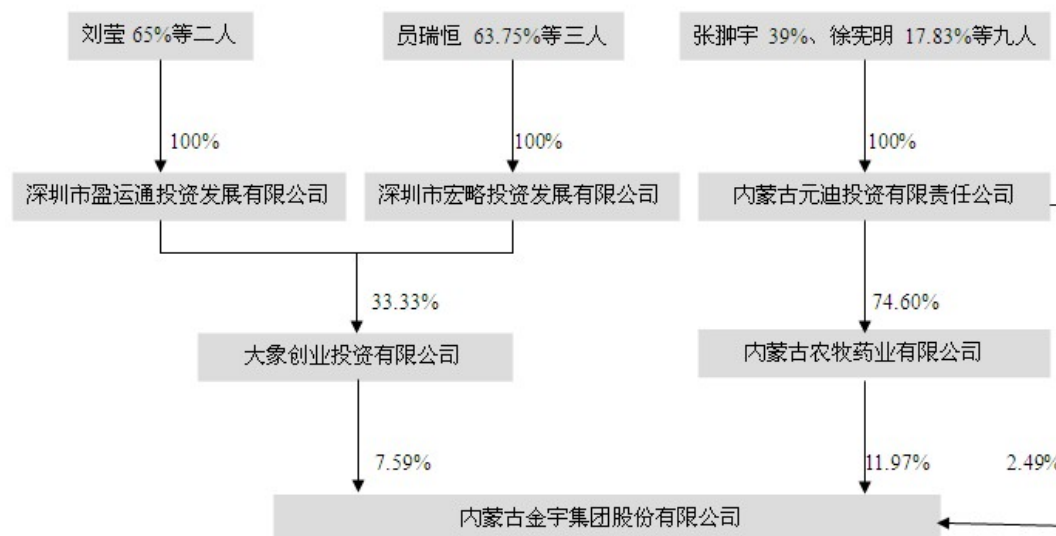 刘莹 65%等二人
员瑞恒 63.75%等三人
张翀宇 39%、徐宪明 17.83%等九人
100%
100%
100%
深圳市盈运通投资发展有限公司
深圳市宏略投资发展有限公司
内蒙古元迪投资有限责任公司
33.33%
74.60%
大象创业投资有限公司
内蒙古农牧药业有限公司
7.59%
11.97%
2.49%
内蒙古金宇集团股份有限公司